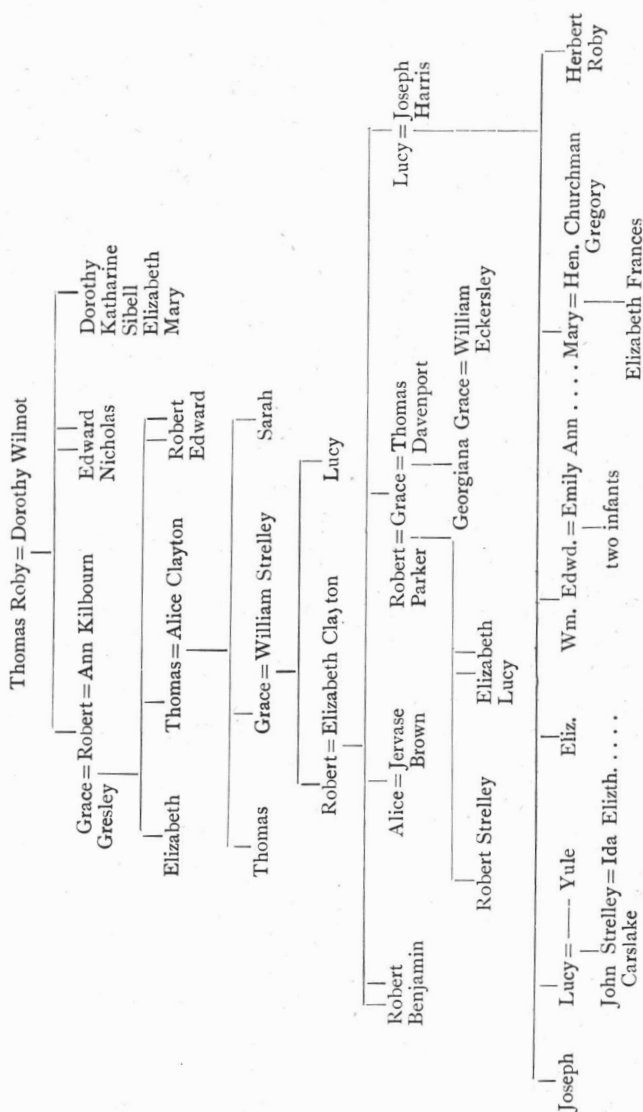 Thomas Roby = Dorothy Wilmot
Grace = Robert = Ann Kilbourn
Gresley
Edward
Nicholas
Dorothy
Katharine
Sibell
Elizabeth
Mary
Elizabeth
Thomas = Alice Clayton
Robert
Edward
Thomas
Grace = William Strelley
Sarah
Robert = Elizabeth Clayton
Lucy
Robert
Benjamin
Alice = Jervase
Brown
Robert = Grace = Thomas
Parker
Davenport
Lucy = Joseph
Harris
Robert Strelley
Elizabeth
Lucy
Georgiana Grace = William
Eckersley
Joseph
Lucy = —— Yule
Eliz.
Wm. Edwd. = Emily Ann ....
Mary = Hen. Churchman
Gregory
Herbert
Roby
John Strelley = Ida Elizth.....
Carslake
two infants
Elizabeth Frances